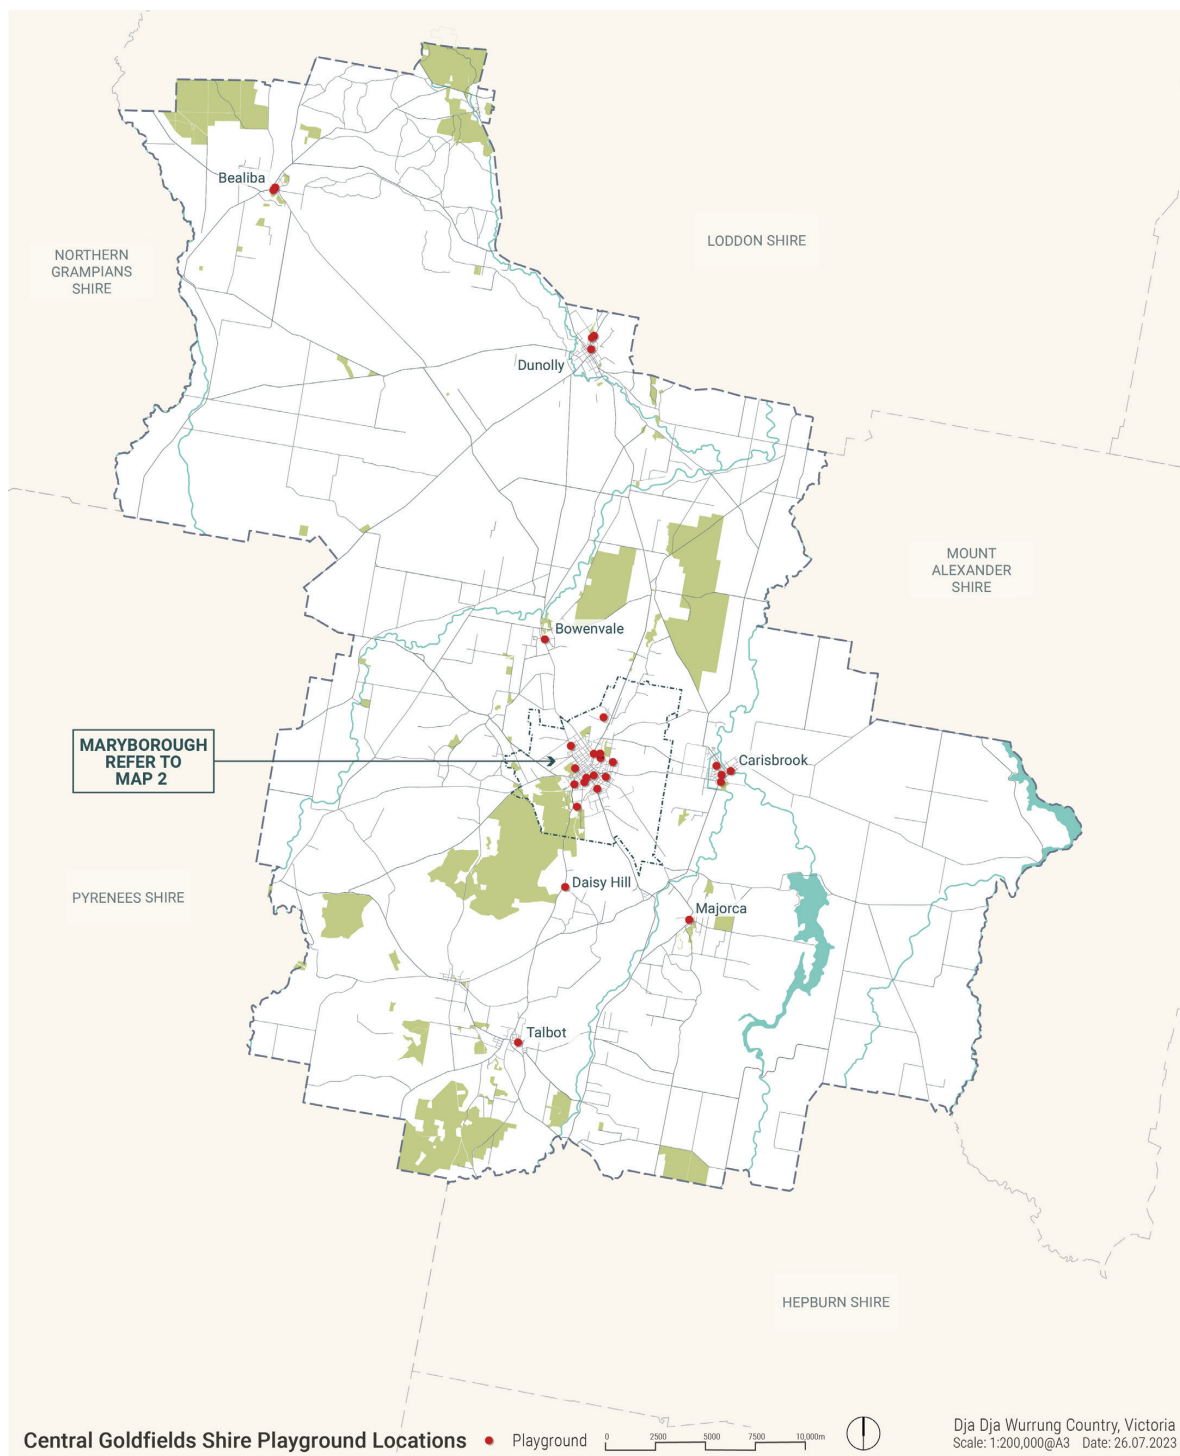 Bealiba
LODDON SHIRE
NORTHERN
GRAMPIANS
SHIRE
Dunolly
MOUNT
ALEXANDER
SHIRE
Bowenvale
MARYBOROUGH
REFER TO
MAP 2
Carisbrook
Daisy Hill
PYRENEES SHIRE
Majorca
Talbot
HEPBURN SHIRE
Central Goldfields Shire Playground Locations
Playground
0 2500 5000 7500 10,000m
Dja Dja Wurrung Country, Victoria
Scale: 1:200,000@A3 Date: 26.07.2023